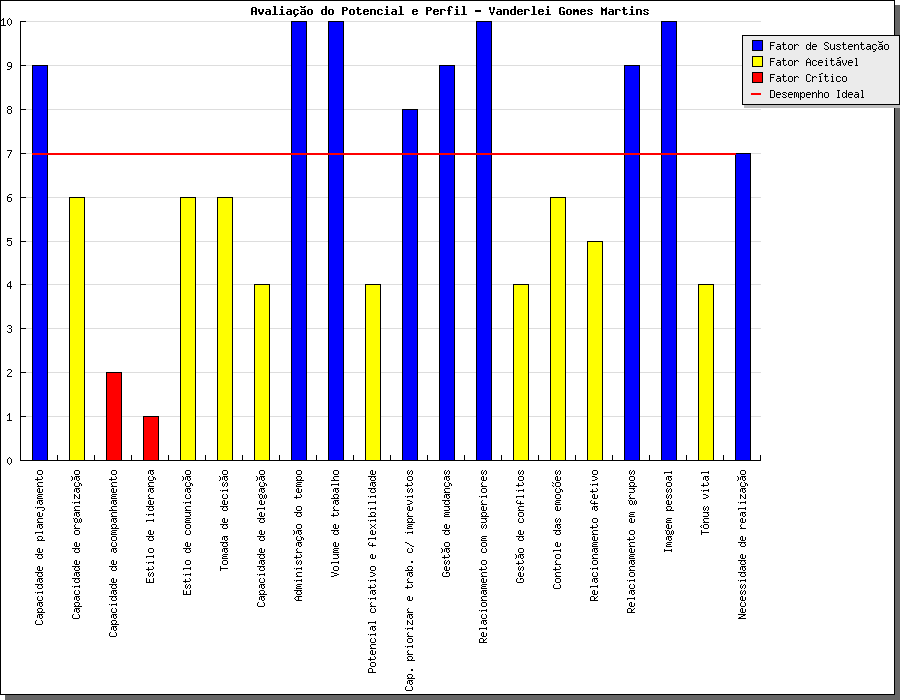 Avaliação do Potencial e Perfil - Vanderlei Gomes Martins
Fator de Sustentação
Fator Aceitável
Fator Crítico
Desempenho Ideal
10
9
8
7
6
5
4
3
2
1
0
Capacidade de planejamento
Capacidade de organização
Capacidade de acompanhamento
Estilo de liderança
Estilo de comunicação
Tomada de decisão
Capacidade de delegação
Administração do tempo
Volume de trabalho
Potencial criativo e flexibilidade
Cap. priorizar e trab. c/ imprevistos
Gestão de mudanças
Relacionamento com superiores
Gestão de conflitos
Controle das emoções
Relacionamento afetivo
Relacionamento em grupos
Imagem pessoal
Tônus vital
Necessidade de realização